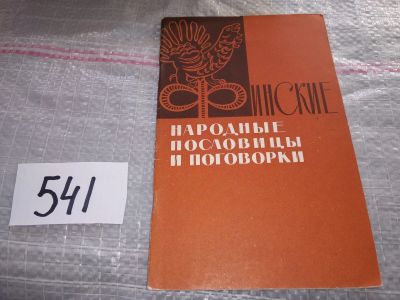 ФИНСКИЕ
НАРОДНЫЕ
ПОСЛОВИЦЫ
И ПОГОВОРКИ
541